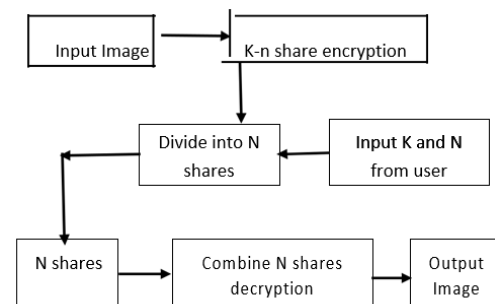 Input Image
K-n share encryption
Divide into N
shares
Input K and N
from user
N shares
Combine N shares
decryption
Output
Image